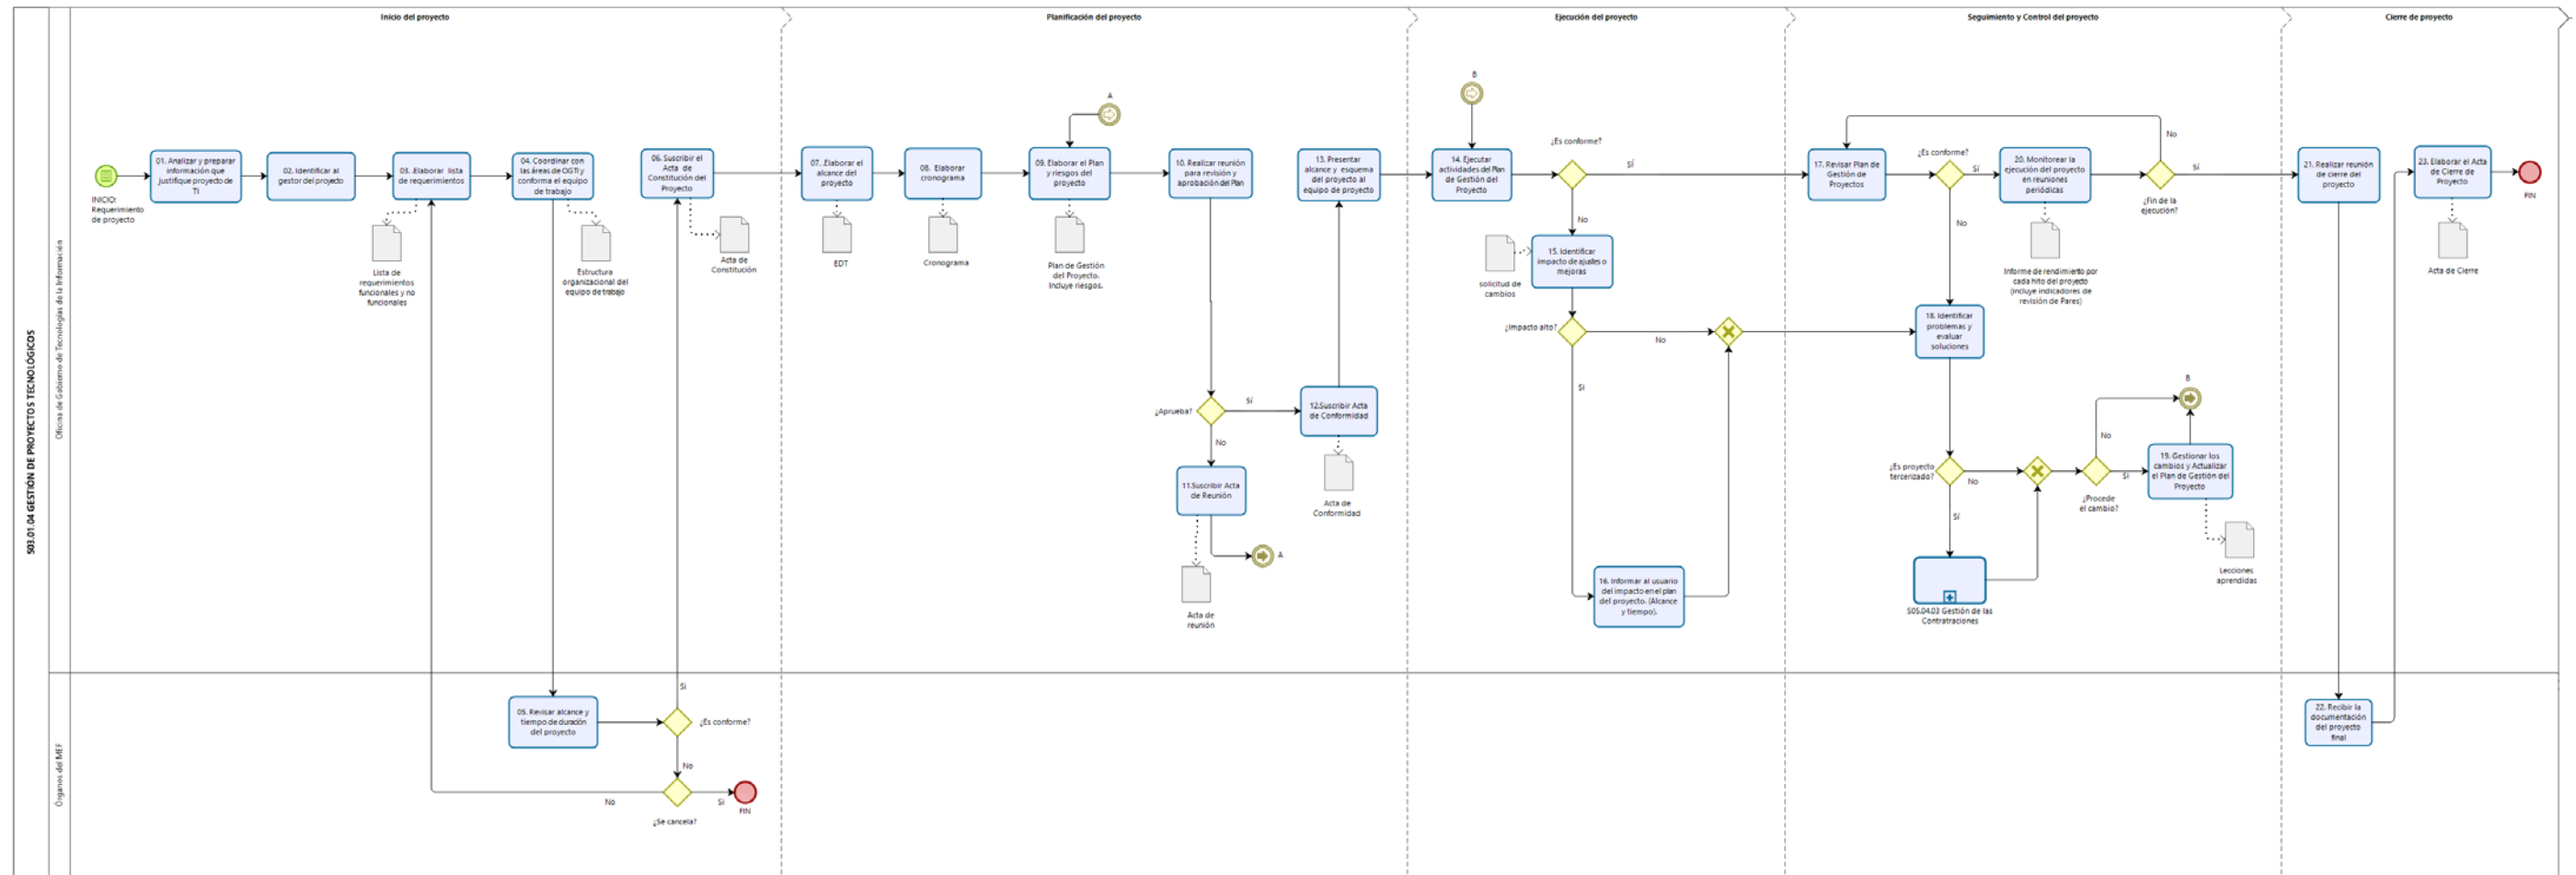 Inicio del proyecto
Planificación del proyecto
Ejecución del proyecto
Seguimiento y Control del proyecto
Cierre de proyecto
S03.01.04 GESTIÓN DE PROYECTOS TECNOLÓGICOS
Oficina de Gabierno de Tecnologías de la Información
INICIO:
Requerimiento
de proyecto
01. Analizar y preparar
información que
justifique proyecto de
TI
02. Identificar al
gestor del proyecto
03. Elaborar lista
de requerimientos
Lista de
requerimientos
funcionales y no
funcionales
04. Coordinar con
las áreas de OGTI y
conforma el equipo
de trabajo
Estructura
organizacional del
equipo de trabajo
06. Suscribir el
Acta de
Constitución del
Proyecto
Acta de
Constitución
07. .Elaborar el
alcance del
proyecto
EDT
08. Elaborar
cronograma
Cronograma
A
09. Elaborar el Plan
y riesgos del
proyecto
Plan de Gestión
del Proyecto.
Incluye riesgos.
10. Realizar reunión
para revisión y
aprobación del Plan
¿Aprueba?
Sí
No
11.Suscribir Acta
de Reunión
A
Acta de
reunión
12.Suscribir Acta
de Conformidad
Acta de
Conformidad
13. Presentar
alcance y esquema
del proyecto al
equipo de proyecto
B
14. Ejecutar
actividades del Plan
de Gestión del
Proyecto
¿Es conforme?
SÍ
No
15. Identificar
impacto de ajustes o
mejoras
solicitud de
cambios
¿Impacto alto?
No
Si
16. Informar al usuario
del impacto en el plan
del proyecto. (Alcance
y tiempo).
17. Revisar Plan de
Gestión de
Proyectos
¿Es conforme?
Sí
No
20. Monitorear la
ejecución del proyecto
en reuniones
periódicas
Informe de rendimiento por
cada hito del proyecto
(incluye indicadores de
revisión de Pares)
No
Sí
¿Fin de la
ejecución?
18. Identificar
problemas y
evaluar
soluciones
¿Es proyecto
tercerizado?
No
Sí
S05.04.03 Gestión de las
Contratraciones
¿Procede
el cambio?
No
Si
B
19. Gestionar los
cambios y Actualizar
el Plan de Gestión del
Proyecto
Lecciones
aprendidas
21. Realizar reunión
de cierre del
proyecto
23. Elaborar el Acta
de Cierre de
Proyecto
Acta de Cierre
FIN
Órganos del MEF
05. Revisar alcance y
tiempo de duración
del proyecto
Si
¿Es conforme?
No
No
Si
FIN
¿Se cancela?
22. Recibir la
documentación
del proyecto
final